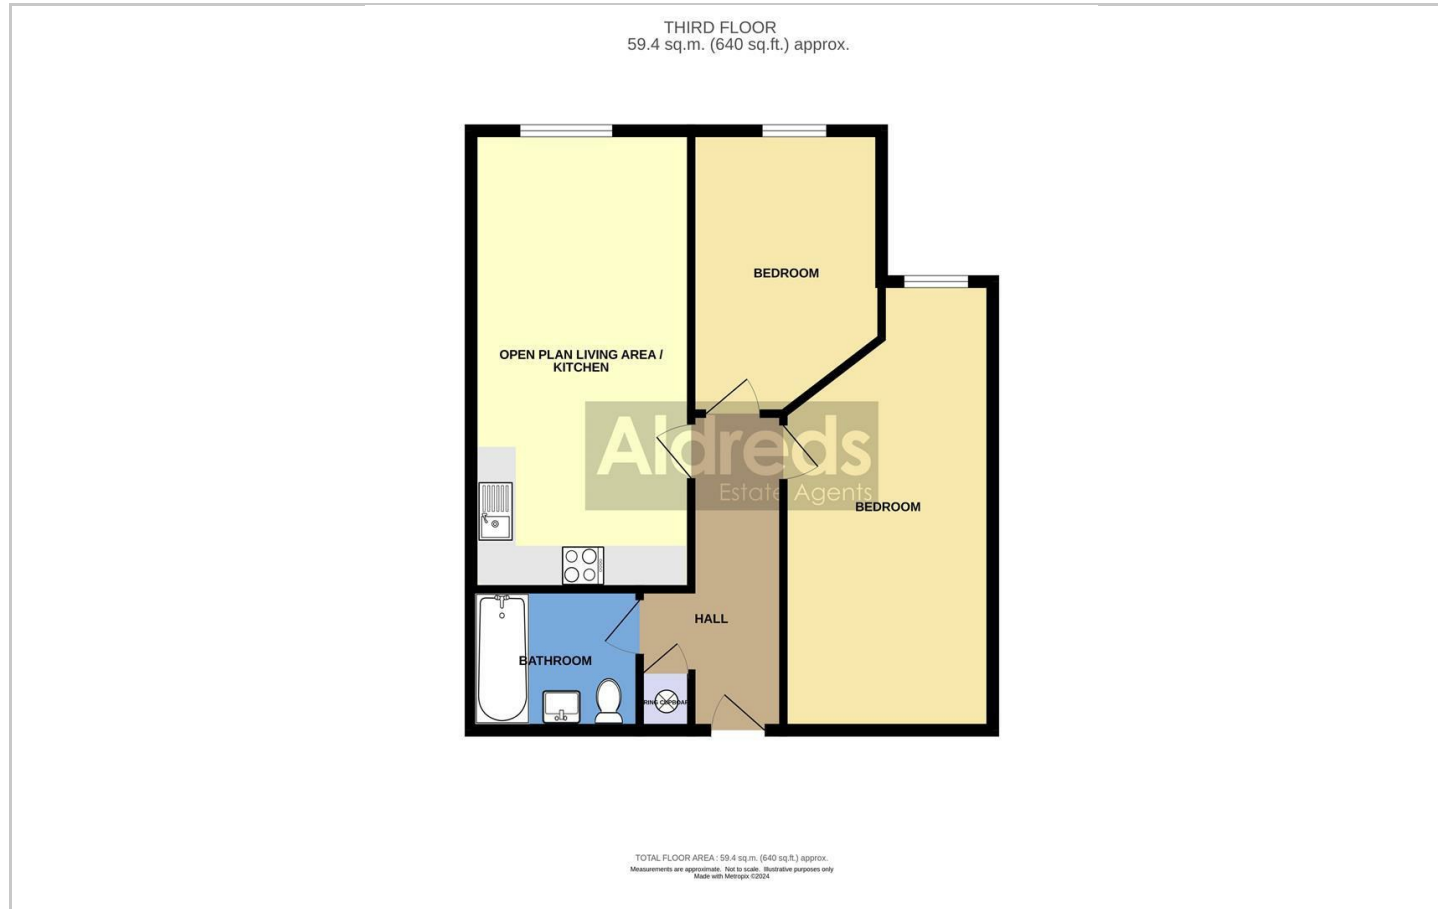 THIRD FLOOR
59.4 sq.m. (640 sq.ft.) approx.
BEDROOM
OPEN PLAN LIVING AREA /
KITCHEN
Aldreds
Estate Agents
BEDROOM
HALL
BATHROOM
RING CUPBOAR
TOTAL FLOOR AREA : 59.4 sq.m. (640 sq.ft.) approx.
Measurements are approximate. Not to scale. Illustrative purposes only
Made with Metropix ©2024